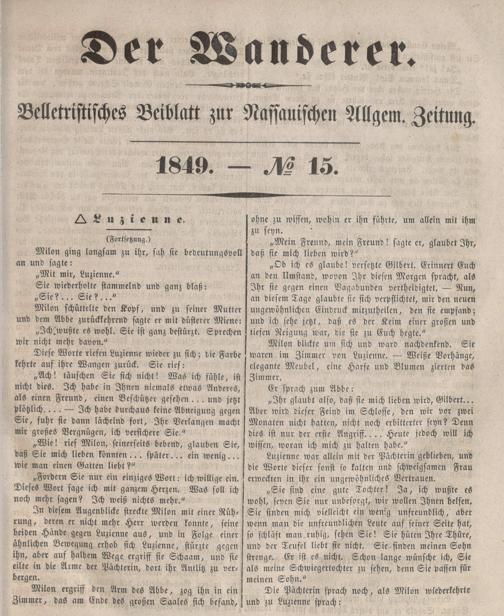 Der Wanderer.
Belletristisches Beiblatt zur Nassauischen Allgem. Zeitung.
1849. — No 15.
△ Luzienne.
(Fortsetzung.)
Milon ging langsam zu ihr, sah sie bedeutungsvoll
an und sagte:
„Mit mir, Luzienne.“
Sie wiederholte stammelnd und ganz blaß:
„Sie?... Sie?...“
Milon schüttelte den Kopf, und zu seiner Mutter
und dem Abbe zurückkehrend sagte er mit düsterer Miene:
„Ich wußte es wohl. Sie ist ganz bestürzt. Sprechen
wir nicht mehr davon.“
Diese Worte riefen Luzienne wieder zu sich; die Farbe
kehrte auf ihre Wangen zurück. Sie rief:
„Ach! täuschen Sie sich nicht! Was ich fühle, ist
nicht dies. Ich habe in Ihnen niemals etwas Anderes,
als einen Freund, einen Beschützer gesehen... und jetzt
plötzlich.... — Ich habe durchaus keine Abneigung gegen
Sie, fuhr sie dann lächelnd fort, Ihr Verlangen macht
mir großes Vergnügen, ich versichere Sie.“
„Wie! rief Milon, seinerseits bebend, glauben Sie,
daß Sie mich lieben könnten... später... ein wenig...
wie man einen Gatten liebt?“
„Fordern Sie nur ein einziges Wort: ich willige ein.
Dieses Wort sage ich mit ganzem Herzen. Was soll ich
noch mehr sagen? Ich weiß nichts mehr.“
In diesem Augenblicke streckte Milon mit einer Rüh-
rung, deren er nicht mehr Herr werden konnte, seine
beiden Hände gegen Luzienne aus, und in Folge einer
ähnlichen Bewegung erhob sich Luzienne, stürzte gegen
ihn, aber auf halbem Wege ergriff sie Schaam, und sie
eilte in die Arme der Pächterin, dort ihr Antlitz zu ver-
bergen.
Milon ergriff den Arm des Abbe, zog ihn in ein
Zimmer, das am Ende des großen Saales sich befand,
ohne zu wissen, wohin er ihn führte, um allein mit ihm
zu seyn.
„Mein Freund, mein Freund! sagte er, glaubet Ihr,
daß sie mich lieben wird?“
„Ob ich es glaube! versetzte Gilbert. Erinnert Euch
an den Umstand, wovon Ihr diesen Morgen spracht, als
Ihr sie gegen einen Vagabunden vertheidigtet. — Nun,
an diesem Tage glaubte sie sich verpflichtet, mit den neuen
ungewöhnlichen Eindruck mitzutheilen, den sie empfand;
und ich sehe jetzt, daß es der Keim einer großen und
tiefen Neigung war, die sie zu Euch hegte.“
Milon blickte um sich und ward nachdenkend. Sie
waren im Zimmer von Luzienne. — Weiße Vorhänge,
elegante Meubel, eine Harfe und Blumen zierten das
Zimmer.
Er sprach zum Abbe:
„Ihr glaubt also, daß sie mich lieben wird, Gilbert...
Aber wird dieser Feind im Schlosse, den wir vor zwei
Monaten nicht hatten, nicht noch erbitterter seyn? Denn
dies ist nur der erste Angriff.... Heute jedoch will ich
wissen, woran ich mich zu halten habe.“
Luzienne war allein mit der Pächterin geblieben, und
die Worte dieser sonst so kalten und schweigsamen Frau
erweckten in ihr ein ungewöhnliches Vertrauen.
„Sie sind eine gute Tochter! Ja, ich wußte es
wohl, seyen Sie nur unbesorgt, wir wollen Ihnen helfen,
Sie finden mich vielleicht ein wenig unfreundlich, aber
wenn man die unfreundlichen Leute auf seiner Seite hat,
so schläft man ruhig, sehen Sie! Sie hüten Ihre Thüre,
und der Teufel liebt sie nicht. Sie finden meinen Sohn
strenge. Er ist es nicht. Schon lange wünsche ich, Sie
als meine Schwiegertochter zu sehen, denn Sie passen für
meinen Sohn.“
Die Pächterin sprach noch, als Milon wiederkehrte
und zu Luzienne sprach: